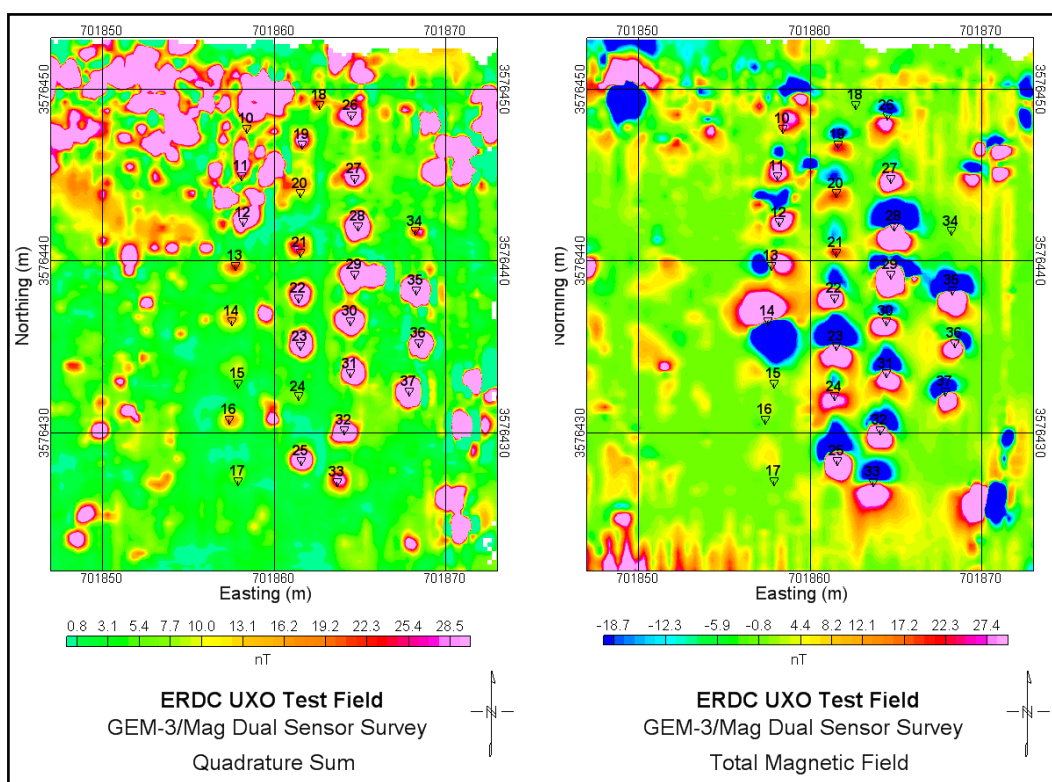 701850 701860 701870 701850 701860 701870
3576450 3576450 3576450 3576450
18 26 10 19 11 27 20 12 28 34 21 13 29 35 22 14 30 36 23 31 15 37 24 16 32 25 33 17
18 26 10 19 11 27 20 12 28 34 21 13 29 35 22 14 30 36 23 31 15 37 24 16 32 25 33 17
3576440 3576440 3576440 3576440
Northing (m) Northing (m)
3576430 3576430 3576430 3576430
701850 701860 701870 701850 701860 701870
Easting (m) Easting (m)
0.8 3.1 5.4 7.7 10.0 13.1 16.2 19.2 22.3 25.4 28.5
-18.7 -12.3 -5.9 -0.8 4.4 8.2 12.1 17.2 22.3 27.4
nT nT
ERDC UXO Test Field
GEM-3/Mag Dual Sensor Survey
Quadrature Sum
N
ERDC UXO Test Field
GEM-3/Mag Dual Sensor Survey
Total Magnetic Field
N